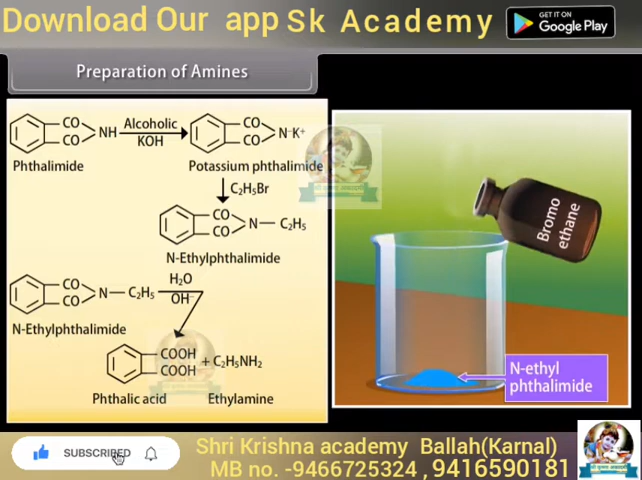 Download Our app Sk Academy
GET IT ON
Google Play
Preparation of Amines
CO
CO
NH
Alcoholic
KOH
CO
CO
N⁻K⁺
Phthalimide
Potassium phthalimide
C₂H₅Br
CO
CO
N — C₂H₅
N-Ethylphthalimide
CO
CO
N — C₂H₅
H₂O
OH⁻
N-Ethylphthalimide
COOH
COOH
+ C₂H₅NH₂
Phthalic acid
Ethylamine
Bromo
ethane
N-ethyl
phthalimide
SUBSCRIBED
Shri Krishna academy Ballah(Karnal)
MB no. -9466725324 , 9416590181